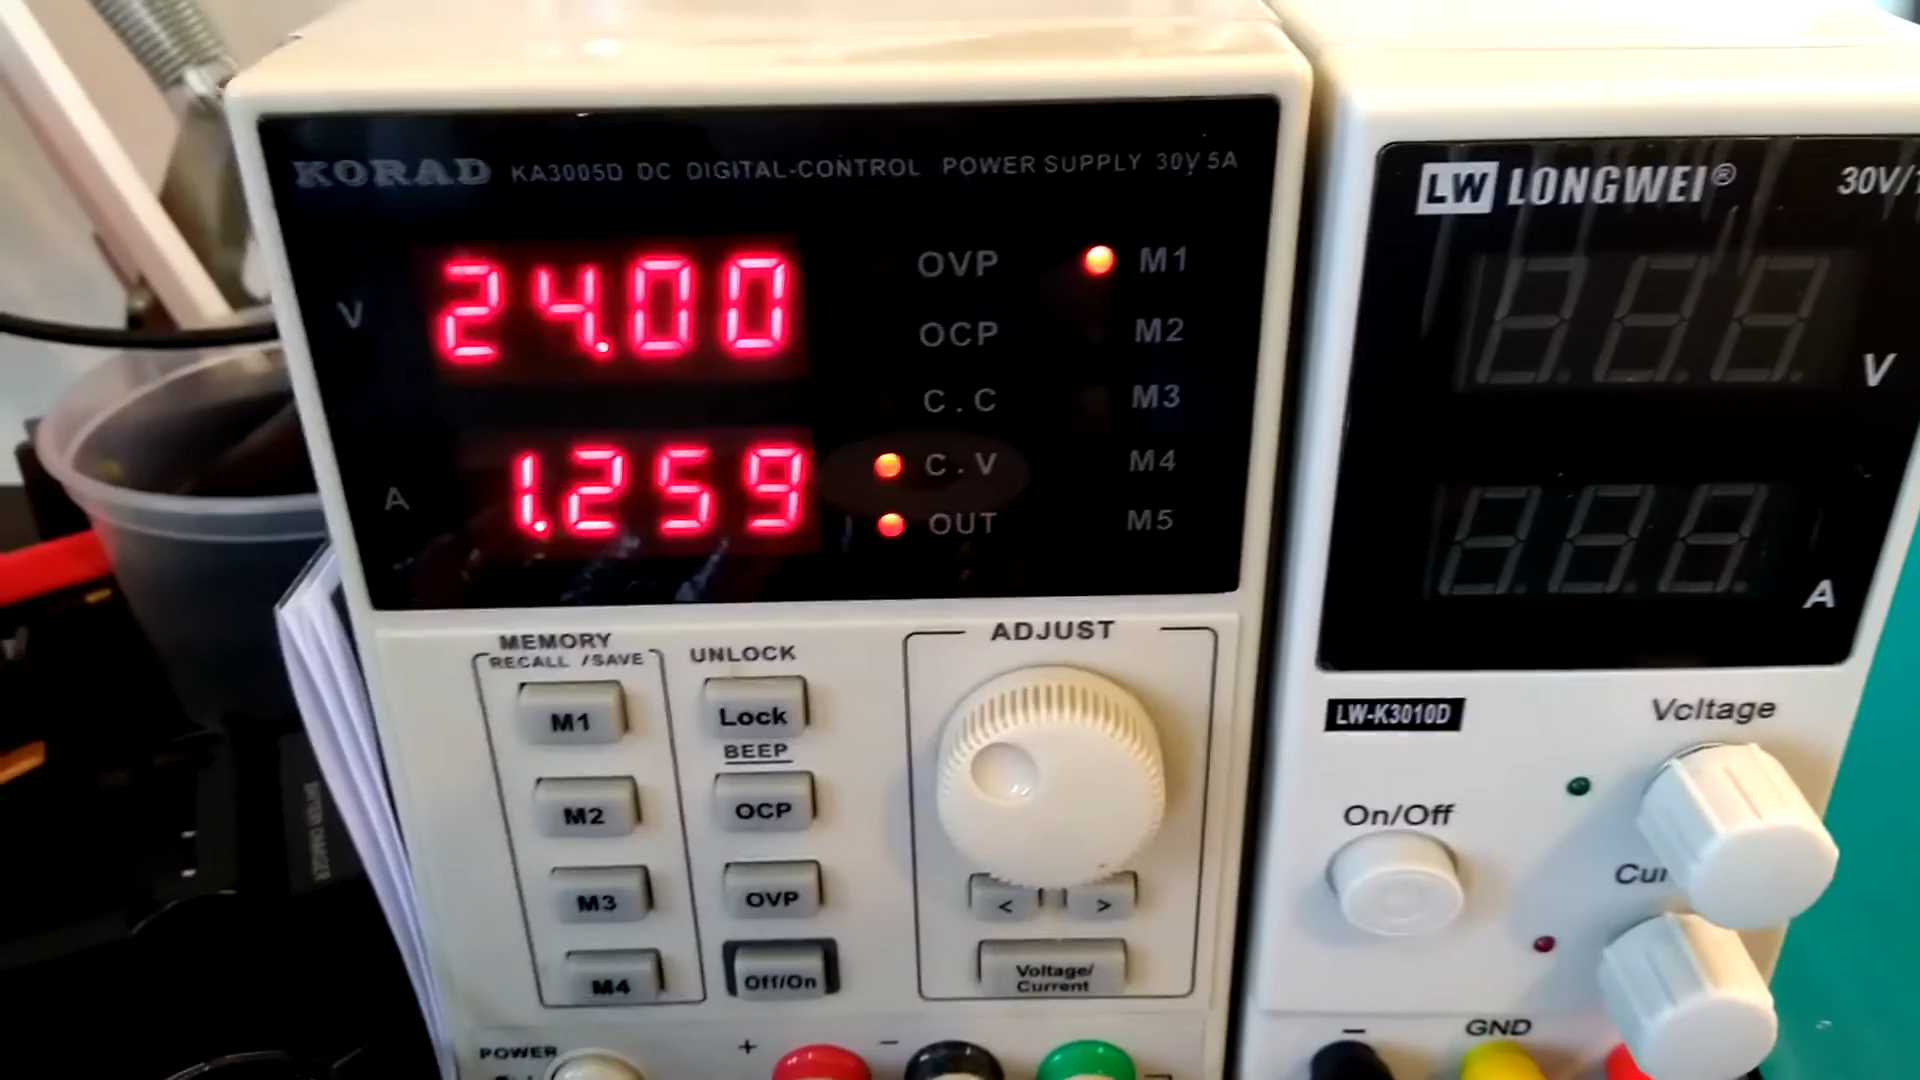 KORAD KA3005D DC DIGITAL-CONTROL POWER SUPPLY 30V 5A
V 24.00
A 1.259
OVP M1
OCP M2
C.C M3
C.V M4
OUT M5
MEMORY
RECALL /SAVE
M1
M2
M3
M4
UNLOCK
Lock
BEEP
OCP
OVP
Off/On
ADJUST
< >
Voltage/
Current
POWER
+ −
LW LONGWEI®
30V/
V
A
LW-K3010D
Voltage
On/Off
− GND